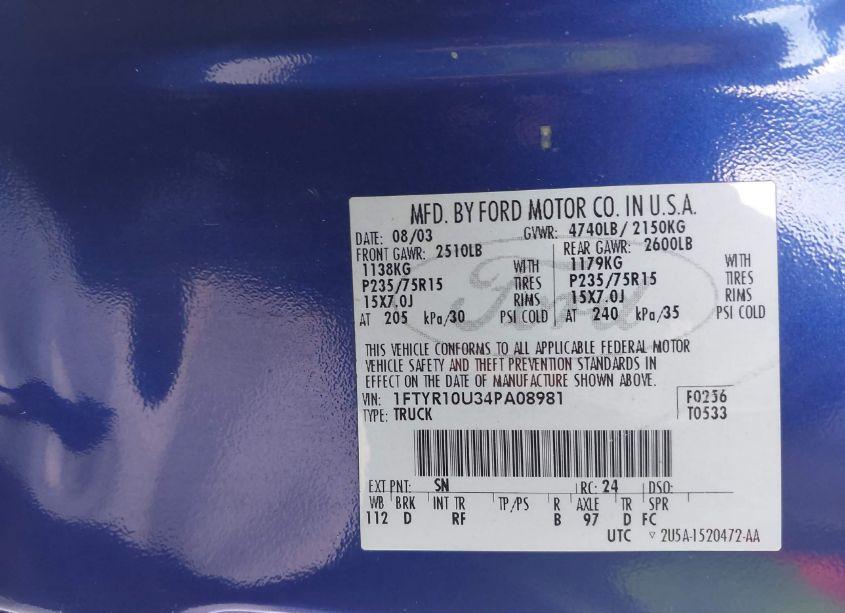 MFD. BY FORD MOTOR CO. IN U.S.A.
DATE: 08/03 GVWR: 4740LB/ 2150KG
FRONT GAWR: 2510LB REAR GAWR: 2600LB
1138KG WITH 1179KG WITH
P235/75R15 TIRES P235/75R15 TIRES
15X7.0J RIMS 15X7.0J RIMS
AT 205 kPa/30 PSI COLD AT 240 kPa/35 PSI COLD
Ford
THIS VEHICLE CONFORMS TO ALL APPLICABLE FEDERAL MOTOR
VEHICLE SAFETY AND THEFT PREVENTION STANDARDS IN
EFFECT ON THE DATE OF MANUFACTURE SHOWN ABOVE.
VIN: 1FTYR10U34PA08981 F0256
TYPE: TRUCK T0533
EXT PNT: SN RC: 24 DSO:
WB BRK INT TR TP/PS R AXLE TR SPR
112 D RF B 97 D FC
UTC ▽ 2U5A-1520472-AA